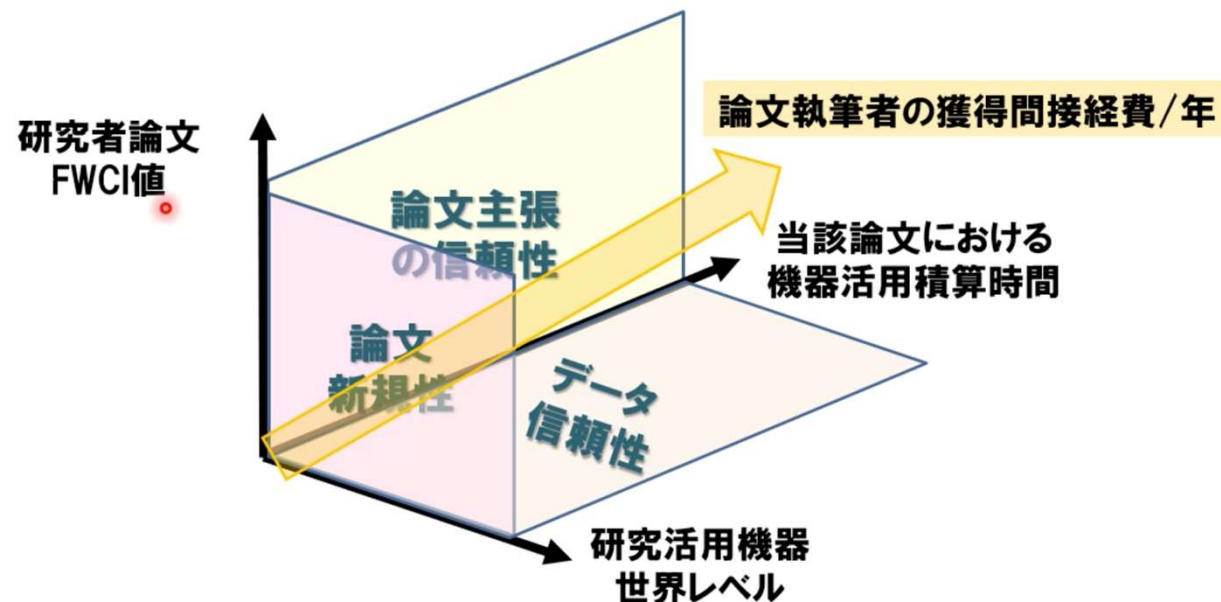 研究者論文
FWCI値
論文執筆者の獲得間接経費/年
論文主張
の信頼性
当該論文における
機器活用積算時間
論文
新規性
データ
信頼性
研究活用機器
世界レベル